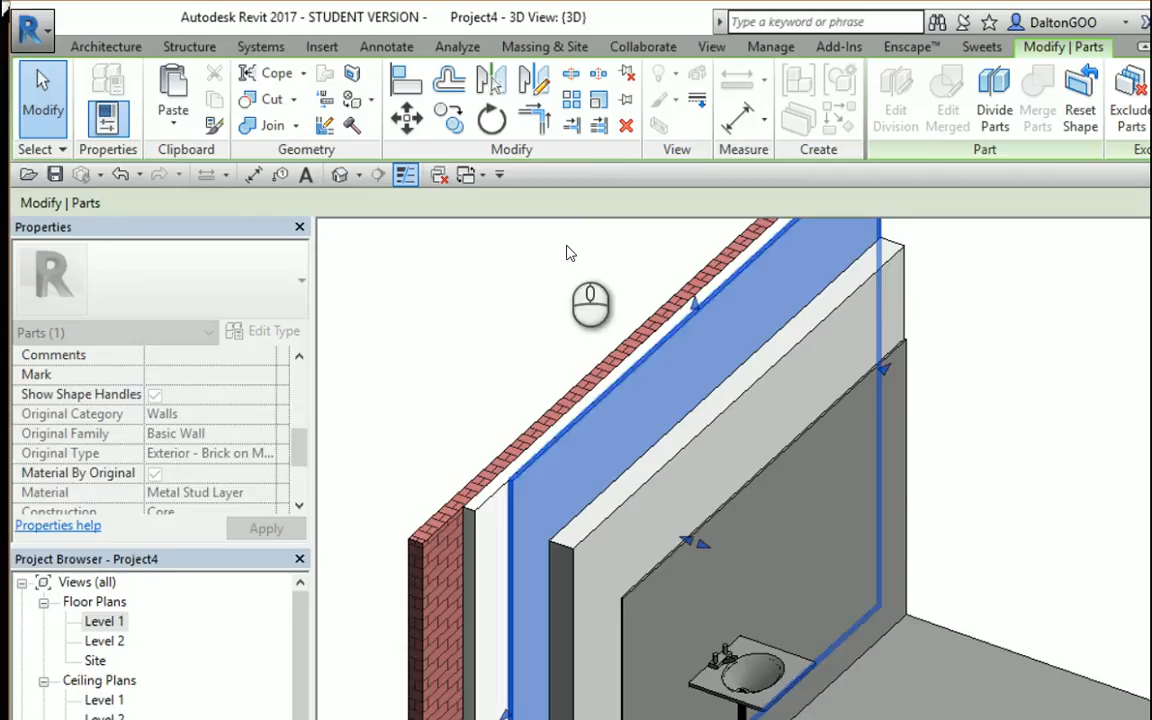 Autodesk Revit 2017 - STUDENT VERSION - Project4 - 3D View: {3D}
Type a keyword or phrase
DaltonGOO
Architecture Structure Systems Insert Annotate Analyze Massing & Site Collaborate View Manage Add-Ins Enscape™ Sweets Modify | Parts
Modify
Paste
Cope
Cut
Join
Edit Division
Edit Merged
Divide Parts
Merge Parts
Reset Shape
Exclude Parts
Select Properties Clipboard Geometry Modify View Measure Create Part
Modify | Parts
Properties
Parts (1) Edit Type
Comments
Mark
Show Shape Handles
Original Category Walls
Original Family Basic Wall
Original Type Exterior - Brick on M...
Material By Original
Material Metal Stud Layer
Construction Core
Properties help Apply
Project Browser - Project4
Views (all)
Floor Plans
Level 1
Level 2
Site
Ceiling Plans
Level 1
Level 2